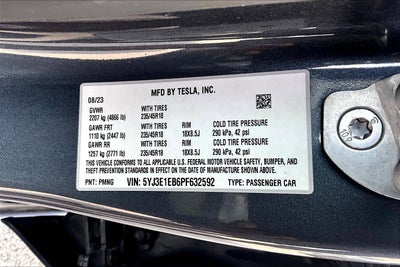 MFD BY TESLA, INC.
08/23
GVWR WITH TIRES
2207 kg (4866 lb) 235/45R18
GAWR FRT WITH TIRES RIM COLD TIRE PRESSURE
1110 kg (2447 lb) 235/45R18 18X8.5J 290 kPa, 42 psi
GAWR RR WITH TIRES RIM COLD TIRE PRESSURE
1257 kg (2771 lb) 235/45R18 18X8.5J 290 kPa, 42 psi
THIS VEHICLE CONFORMS TO ALL APPLICABLE U.S. FEDERAL MOTOR VEHICLE SAFETY, BUMPER, AND
THEFT PREVENTION STANDARDS IN EFFECT ON THE DATE OF MANUFACTURE SHOWN ABOVE.
PNT: PMNG VIN: 5YJ3E1EB6PF632592 TYPE: PASSENGER CAR